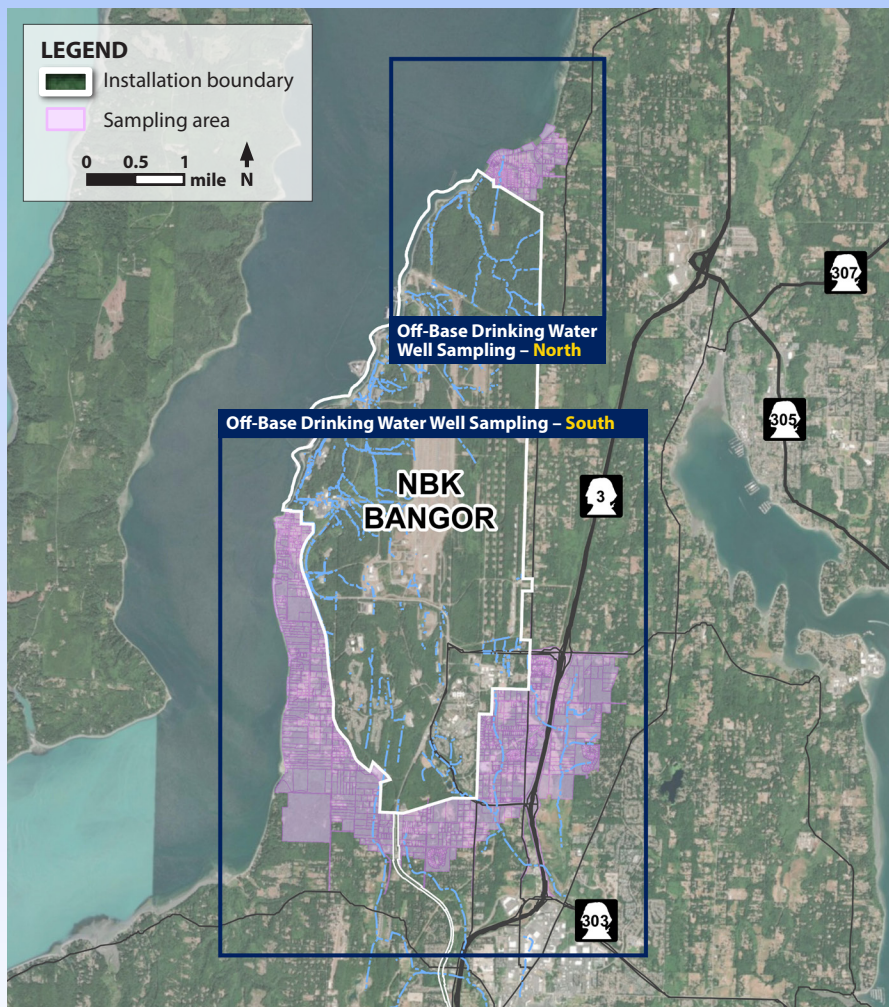 LEGEND
Installation boundary
Sampling area
0 0.5 1
mile N
307
Off-Base Drinking Water
Well Sampling – North
305
Off-Base Drinking Water Well Sampling – South
NBK
BANGOR
3
303